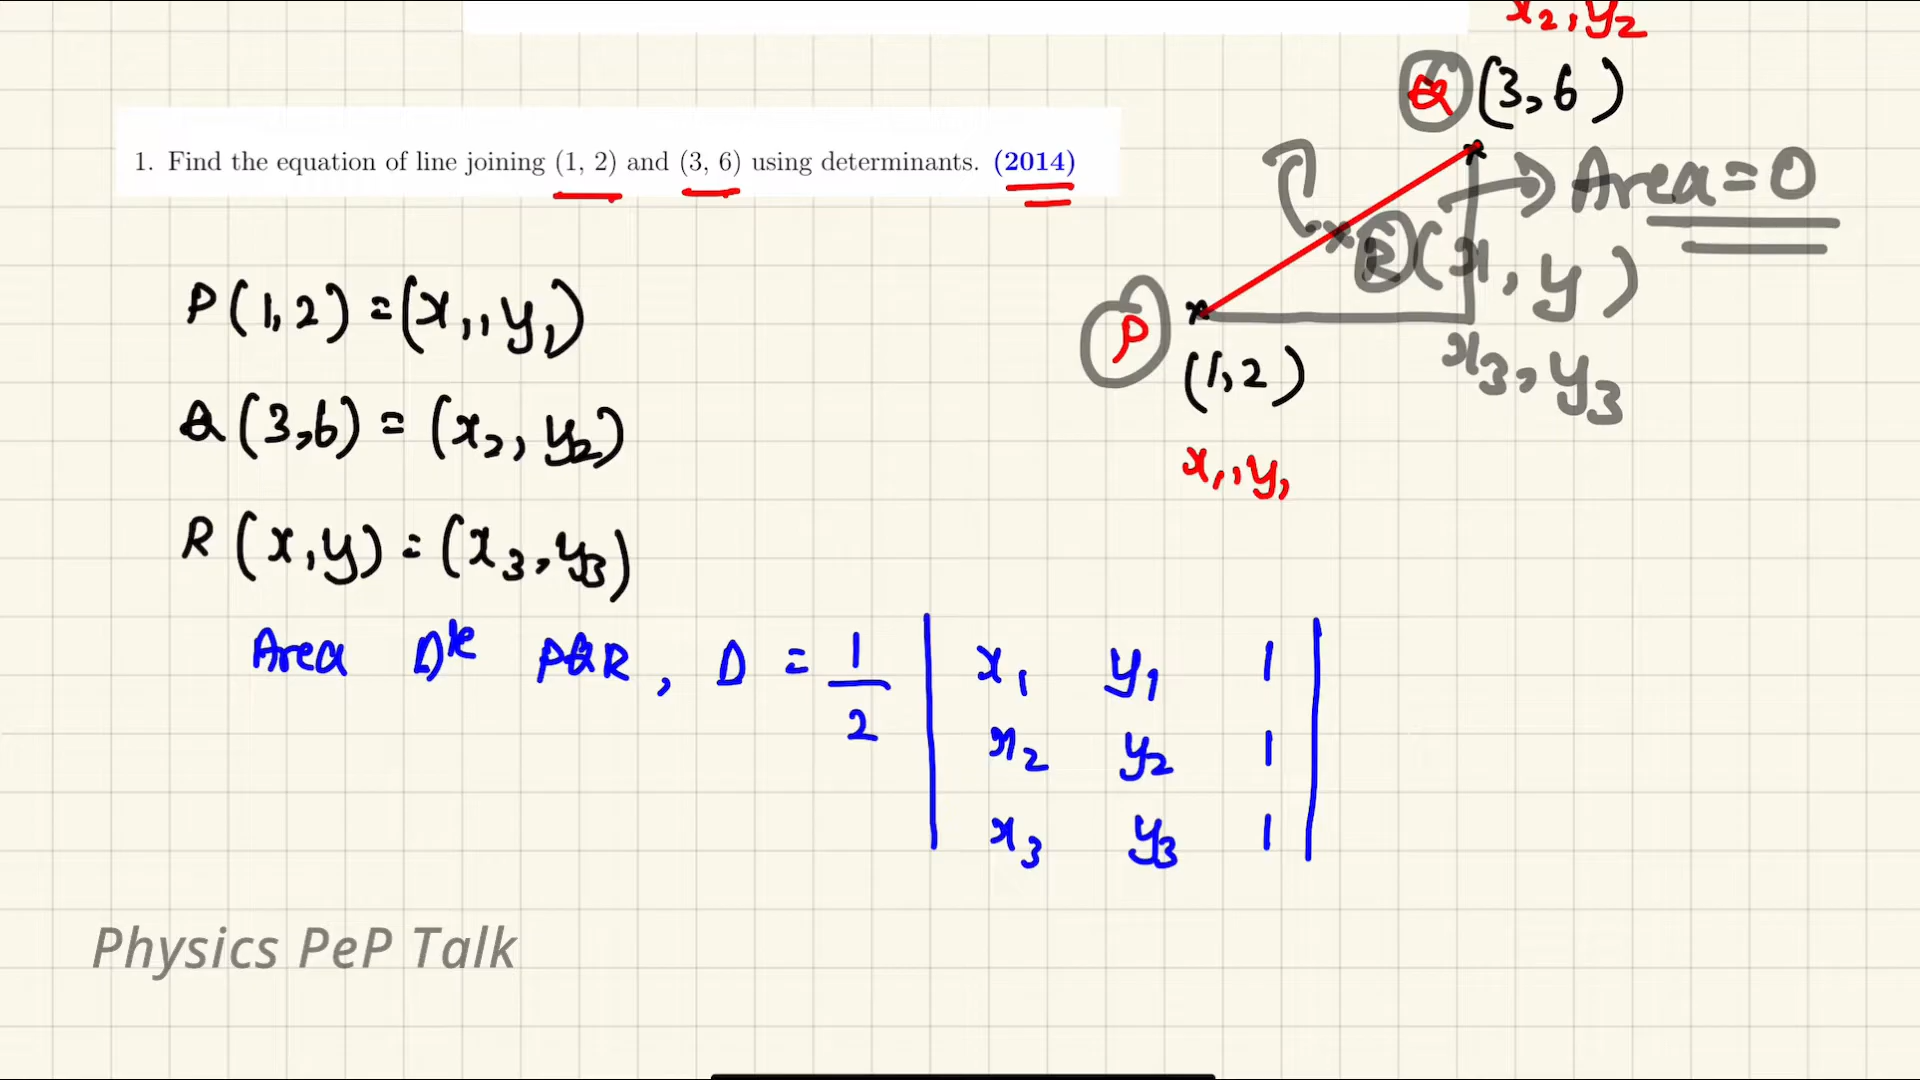 x2, y2
Q (3, 6)
1. Find the equation of line joining (1, 2) and (3, 6) using determinants. (2014)
Area = 0
R (x, y)
P(1, 2) = (x1, y1)
P
x3, y3
(1, 2)
Q (3, 6) = (x2, y2)
x1, y1
R (x, y) = (x3, y3)
Area Dle PQR, D = 1/2 | x1 y1 1
x2 y2 1
x3 y3 1 |
Physics PeP Talk